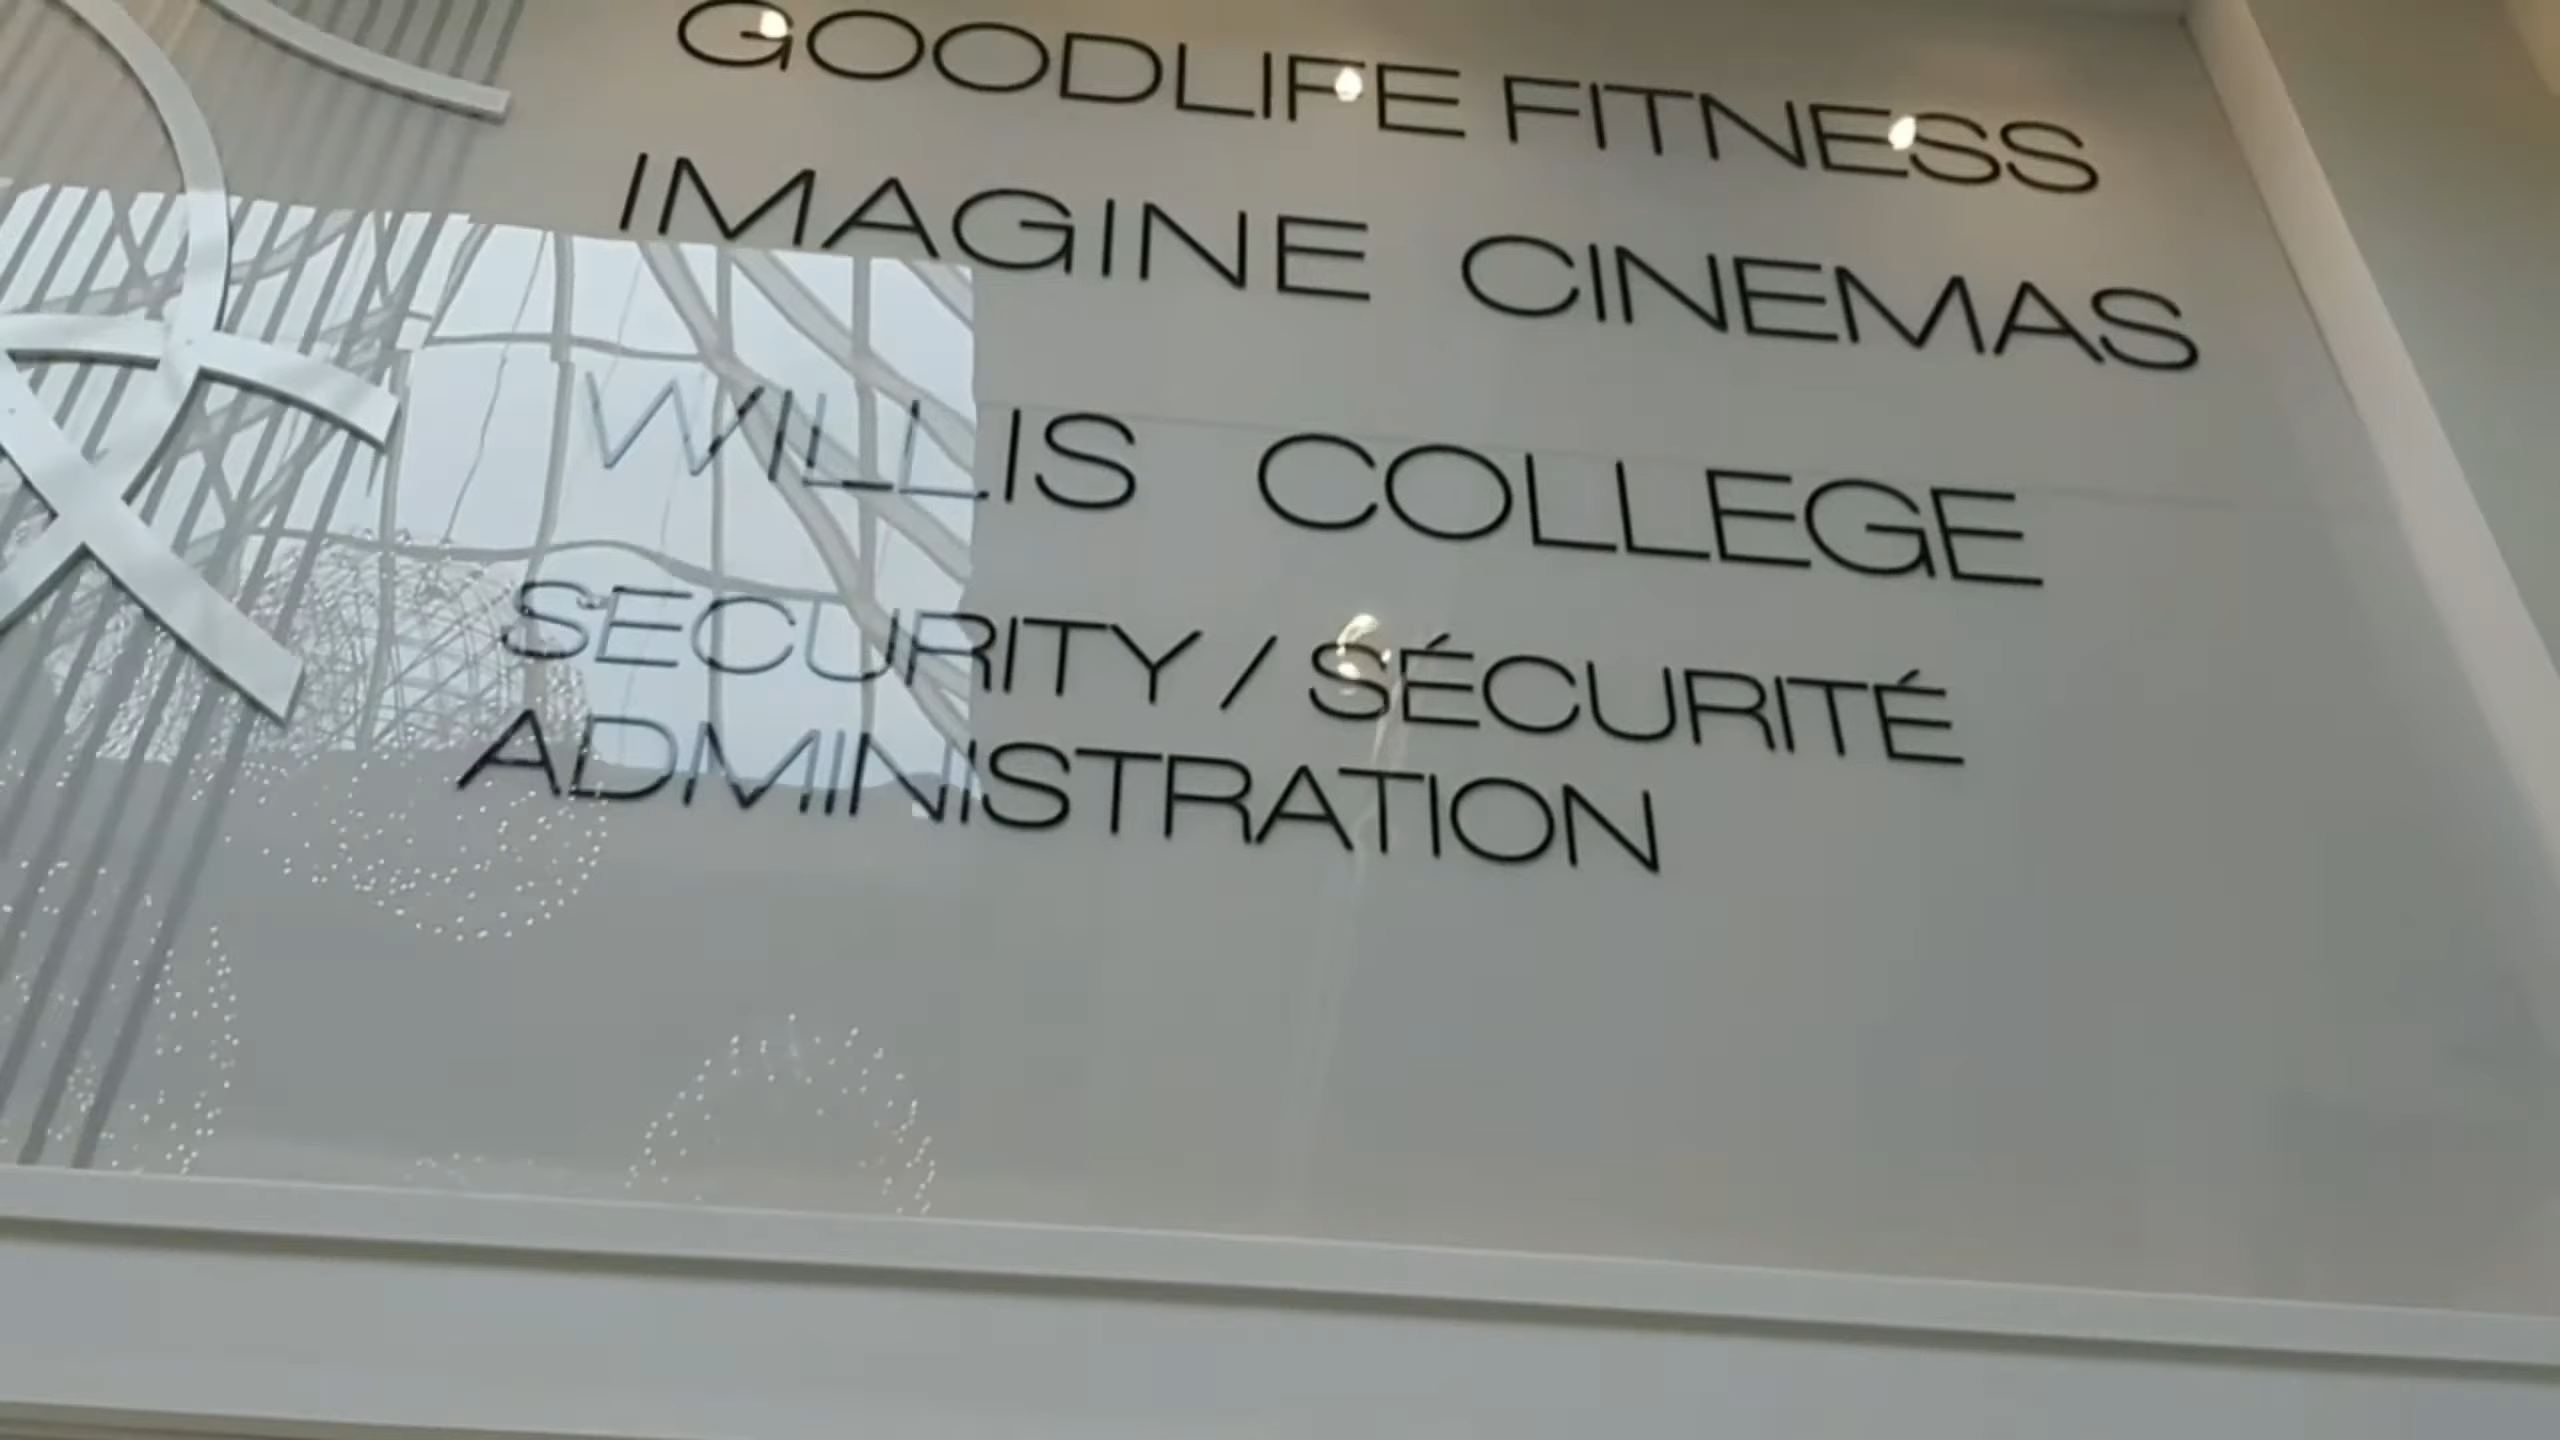 GOODLIFE FITNESS
IMAGINE CINEMAS
WILLIS COLLEGE
SECURITY / SÉCURITÉ
ADMINISTRATION